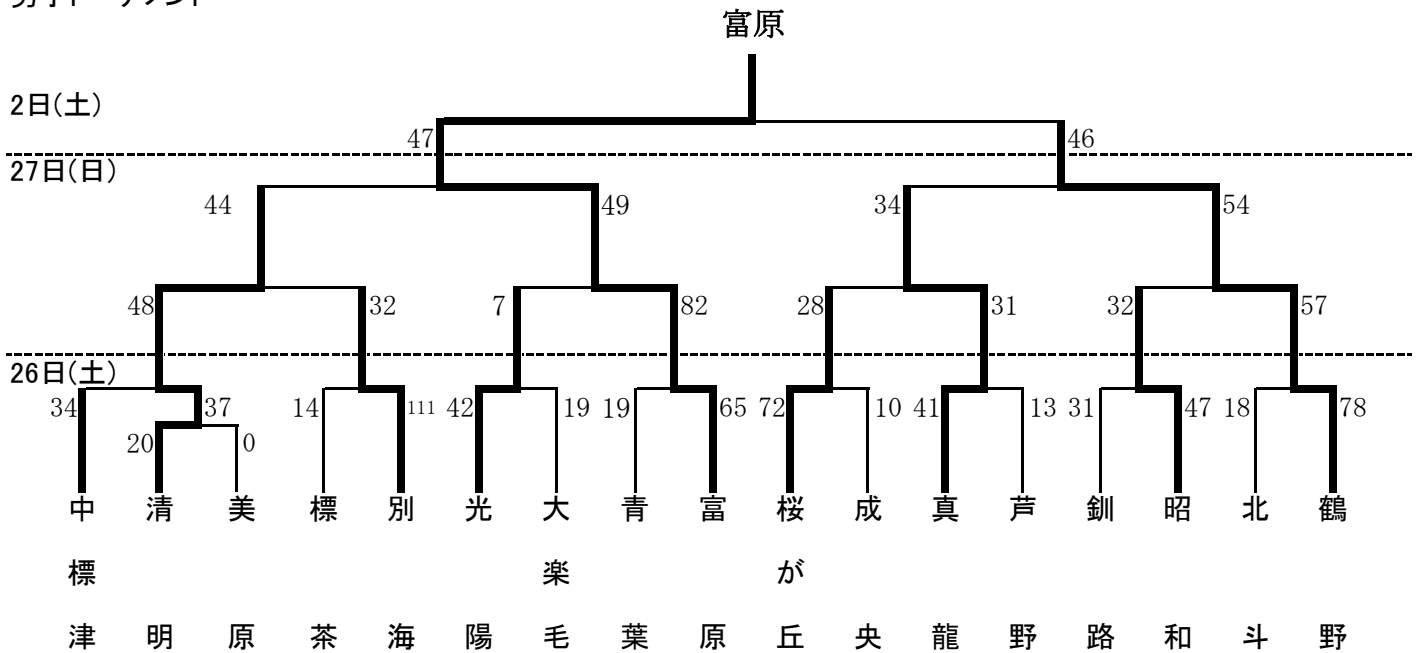 富原
2日(土)
47 46
27日(日)
44 49 34 54
48 32 7 82 28 31 32 57
26日(土)
34 37 14 111 42 19 19 65 72 10 41 13 31 47 18 78
20 0
中標津 清明 美原 標茶 別海 光陽 大楽毛 青葉 富原 桜が丘 成央 真龍 芦野 釧路 昭和 北斗 鶴野